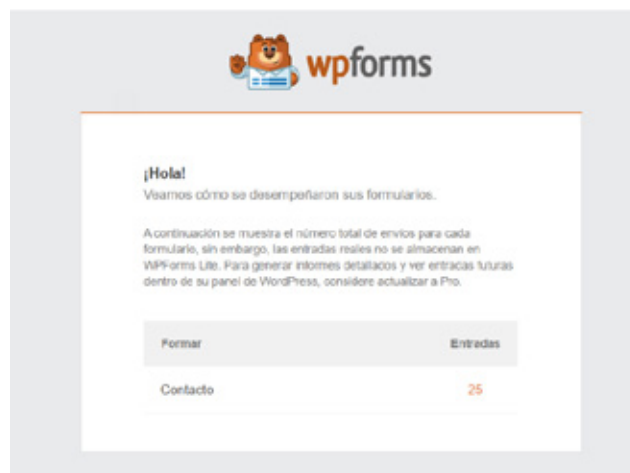 wpforms
¡Hola!
Veamos cómo se desempeñaron sus formularios.
A continuación se muestra el número total de envíos para cada
formulario, sin embargo, las entradas reales no se almacenan en
WPForms Lite. Para generar informes detallados y ver entradas futuras
dentro de su panel de WordPress, considere actualizar a Pro.
Formar Entradas
Contacto 25